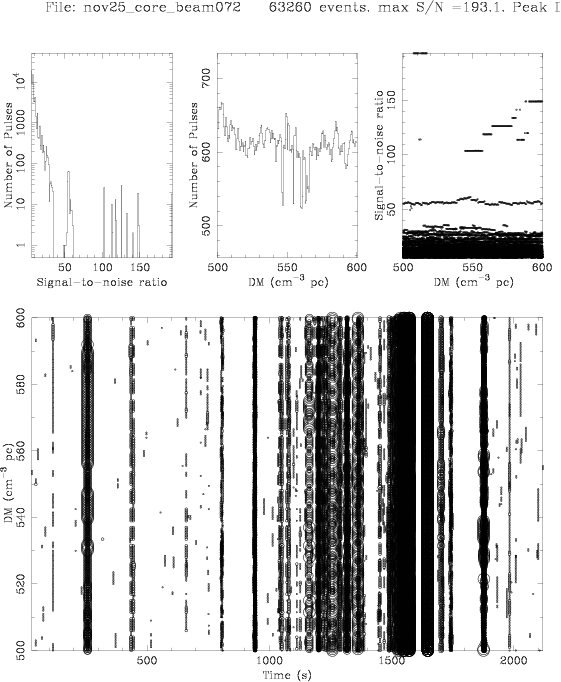 File: nov25_core_beam072 63260 events. max S/N =193.1. Peak
Number of Pulses
10⁴
1000
100
10
1
50 100 150
Signal-to-noise ratio
Number of Pulses
700
600
500
500 550 600
DM (cm⁻³ pc)
Signal-to-noise ratio
150
100
50
500 550 600
DM (cm⁻³ pc)
DM (cm⁻³ pc)
600
580
560
540
520
500
500 1000 1500 2000
Time (s)